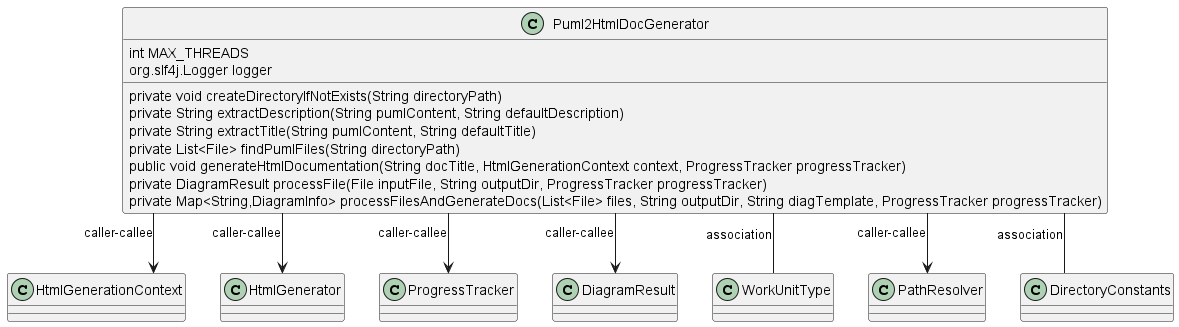 C Puml2HtmlDocGenerator
int MAX_THREADS
org.slf4j.Logger logger
private void createDirectoryIfNotExists(String directoryPath)
private String extractDescription(String pumlContent, String defaultDescription)
private String extractTitle(String pumlContent, String defaultTitle)
private List<File> findPumlFiles(String directoryPath)
public void generateHtmlDocumentation(String docTitle, HtmlGenerationContext context, ProgressTracker progressTracker)
private DiagramResult processFile(File inputFile, String outputDir, ProgressTracker progressTracker)
private Map<String,DiagramInfo> processFilesAndGenerateDocs(List<File> files, String outputDir, String diagTemplate, ProgressTracker progressTracker)
caller-callee
caller-callee
caller-callee
caller-callee
association
caller-callee
association
C HtmlGenerationContext
C HtmlGenerator
C ProgressTracker
C DiagramResult
C WorkUnitType
C PathResolver
C DirectoryConstants